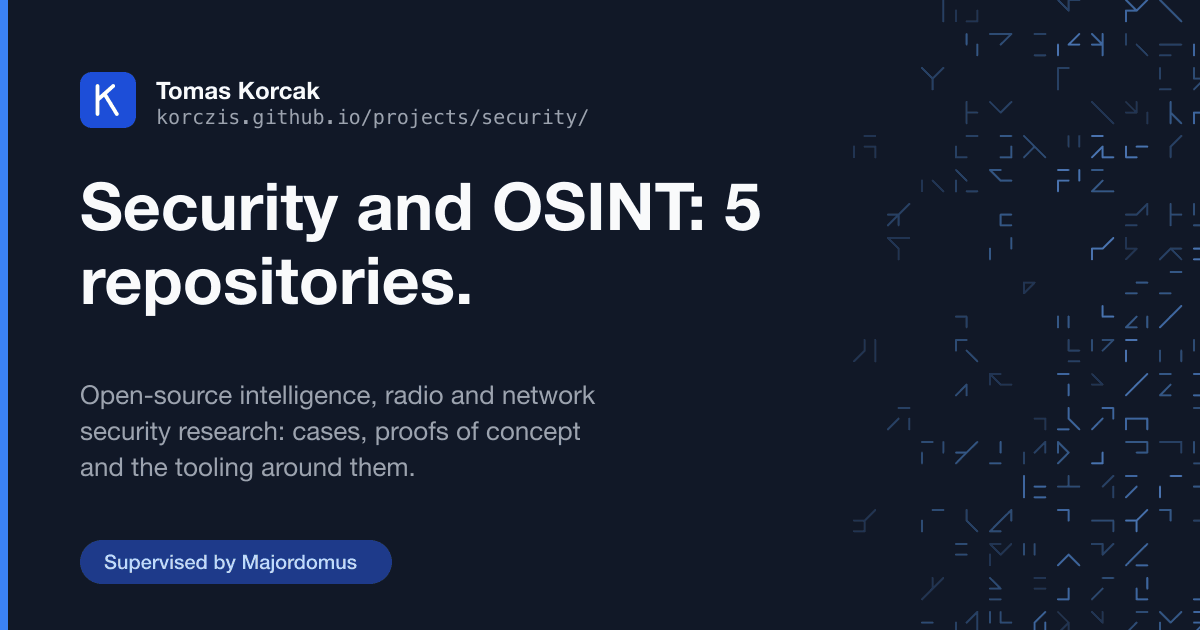 K
Tomas Korcak
korczis.github.io/projects/security/
Security and OSINT: 5
repositories.
Open-source intelligence, radio and network
security research: cases, proofs of concept
and the tooling around them.
Supervised by Majordomus